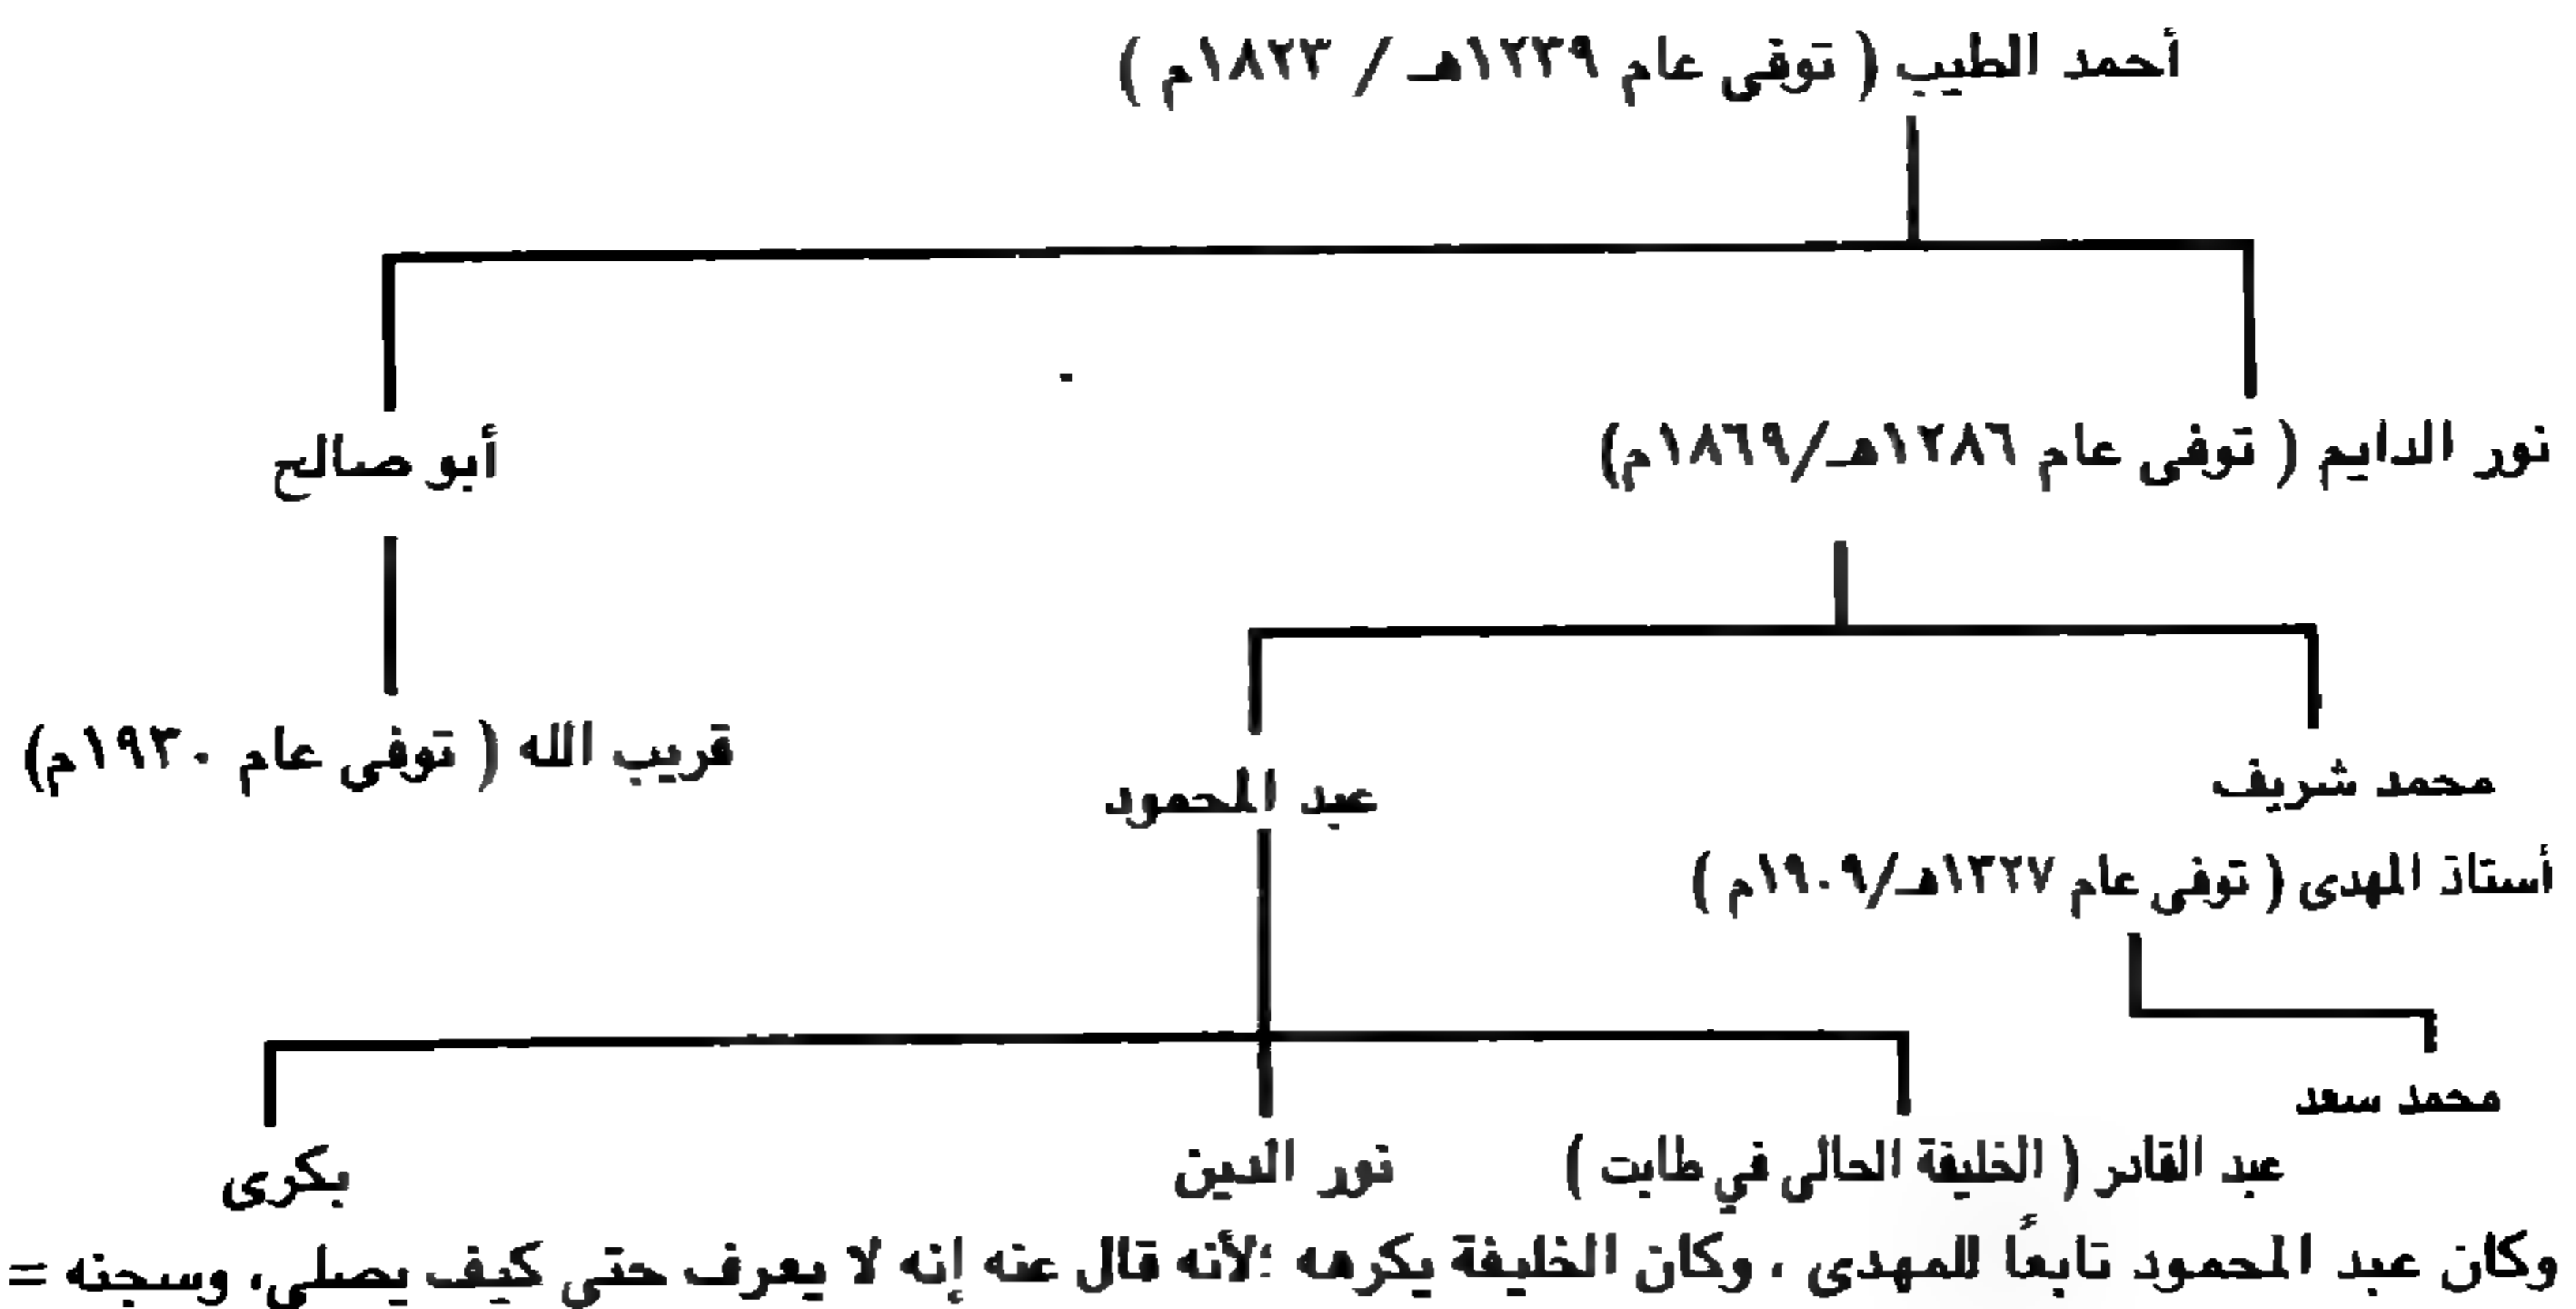 أحمد الطيب ( توفى عام ١٢٣٩هـ / ١٨٢٣م )
نور الدايم ( توفى عام ١٢٨٦هـ/١٨٦٩م)
أبو صالح
قريب الله ( توفى عام ١٩٣٠م)
محمد شريف
عبد المحمود
أستاذ المهدى ( توفى عام ١٣٢٧هـ/١٩٠٩م )
محمد سعد
عبد القادر ( الخليفة الحالى في طابت )
نور الدين
بكرى
وكان عبد المحمود تابعًا للمهدى ، وكان الخليفة يكرهه ؛لأنه قال عنه إنه لا يعرف حتى كيف يصلى، وسجنه =